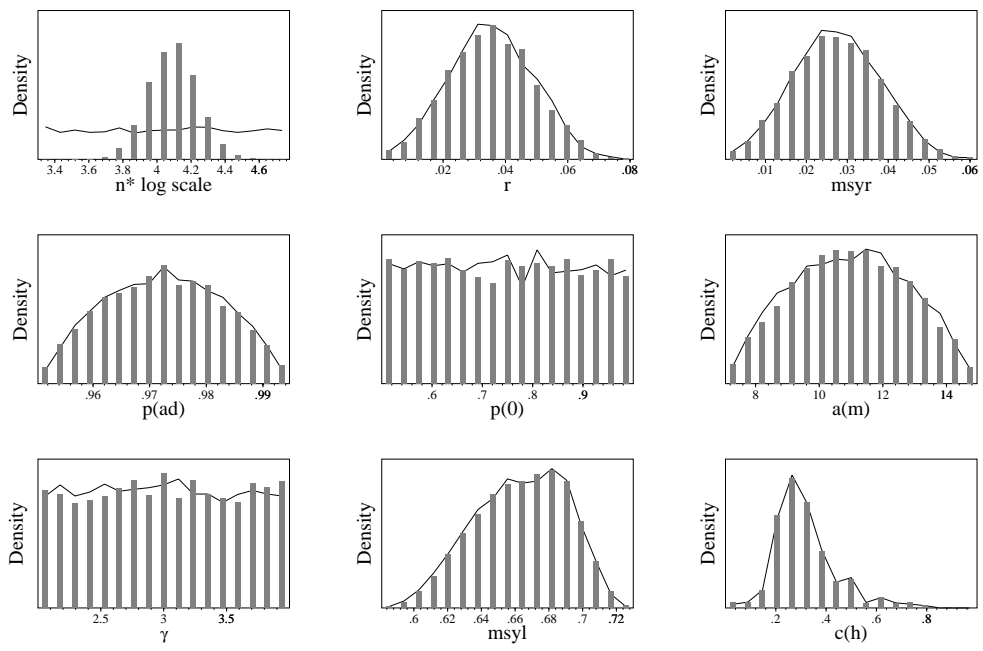 Density
3.4 3.6 3.8 4 4.2 4.4 4.6
n* log scale
Density
.02 .04 .06 .08
r
Density
.01 .02 .03 .04 .05 .06
msyr
Density
.96 .97 .98 .99
p(ad)
Density
.6 .7 .8 .9
p(0)
Density
8 10 12 14
a(m)
Density
2.5 3 3.5
γ
Density
.6 .62 .64 .66 .68 .7 .72
msyl
Density
.2 .4 .6 .8
c(h)